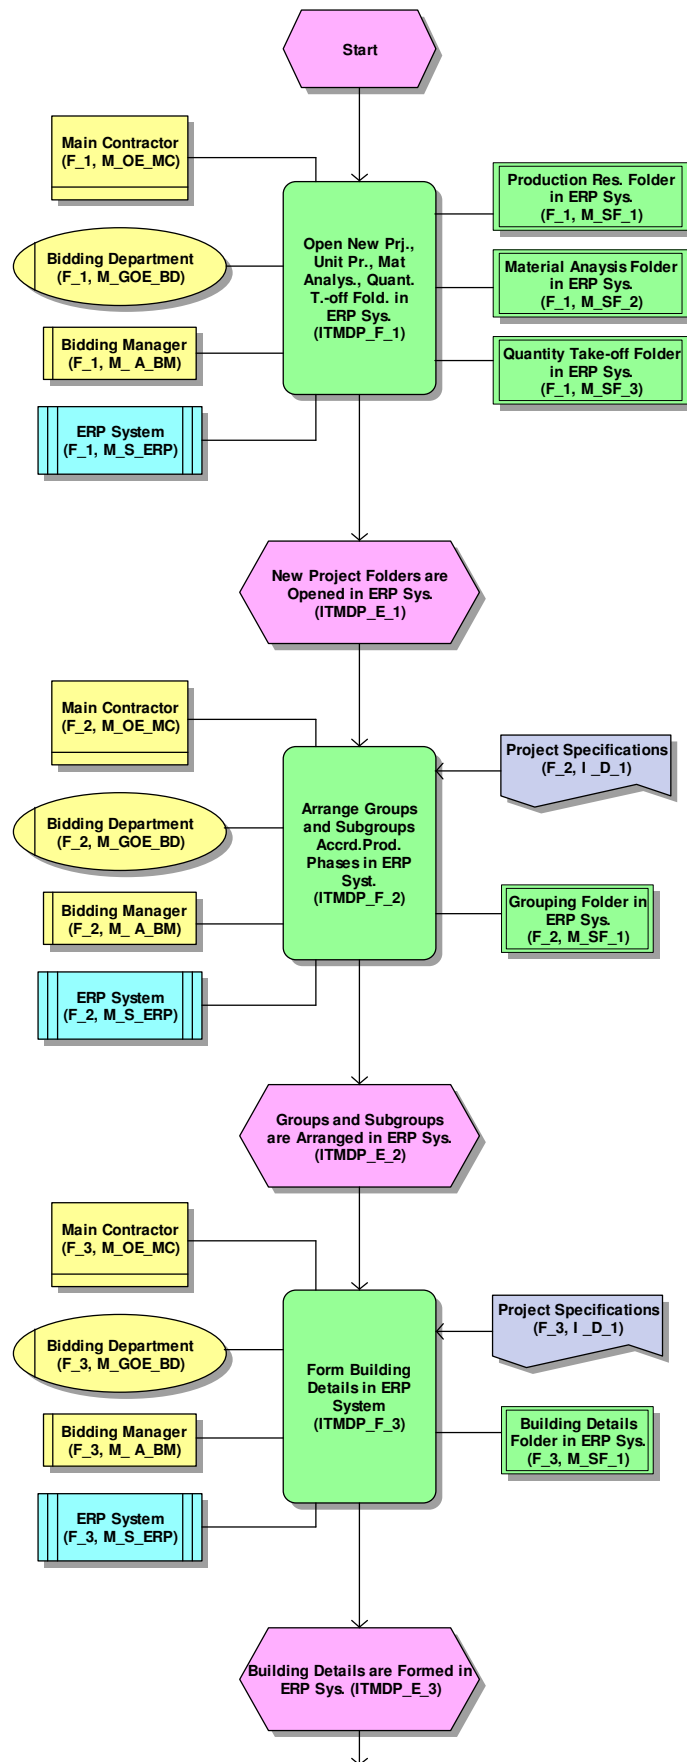 Start
Main Contractor
(F_1, M_OE_MC)
Bidding Department
(F_1, M_GOE_BD)
Bidding Manager
(F_1, M_ A_BM)
ERP System
(F_1, M_S_ERP)
Open New Prj.,
Unit Pr., Mat
Analys., Quant.
T.-off Fold. in
ERP Sys.
(ITMDP_F_1)
Production Res. Folder
in ERP Sys.
(F_1, M_SF_1)
Material Anaysis Folder
in ERP Sys.
(F_1, M_SF_2)
Quantity Take-off Folder
in ERP Sys.
(F_1, M_SF_3)
New Project Folders are
Opened in ERP Sys.
(ITMDP_E_1)
Main Contractor
(F_2, M_OE_MC)
Bidding Department
(F_2, M_GOE_BD)
Bidding Manager
(F_2, M_ A_BM)
ERP System
(F_2, M_S_ERP)
Arrange Groups
and Subgroups
Accrd.Prod.
Phases in ERP
Syst.
(ITMDP_F_2)
Project Specifications
(F_2, I _D_1)
Grouping Folder in
ERP Sys.
(F_2, M_SF_1)
Groups and Subgroups
are Arranged in ERP Sys.
(ITMDP_E_2)
Main Contractor
(F_3, M_OE_MC)
Bidding Department
(F_3, M_GOE_BD)
Bidding Manager
(F_3, M_ A_BM)
ERP System
(F_3, M_S_ERP)
Form Building
Details in ERP
System
(ITMDP_F_3)
Project Specifications
(F_3, I _D_1)
Building Details
Folder in ERP Sys.
(F_3, M_SF_1)
Building Details are Formed in
ERP Sys. (ITMDP_E_3)